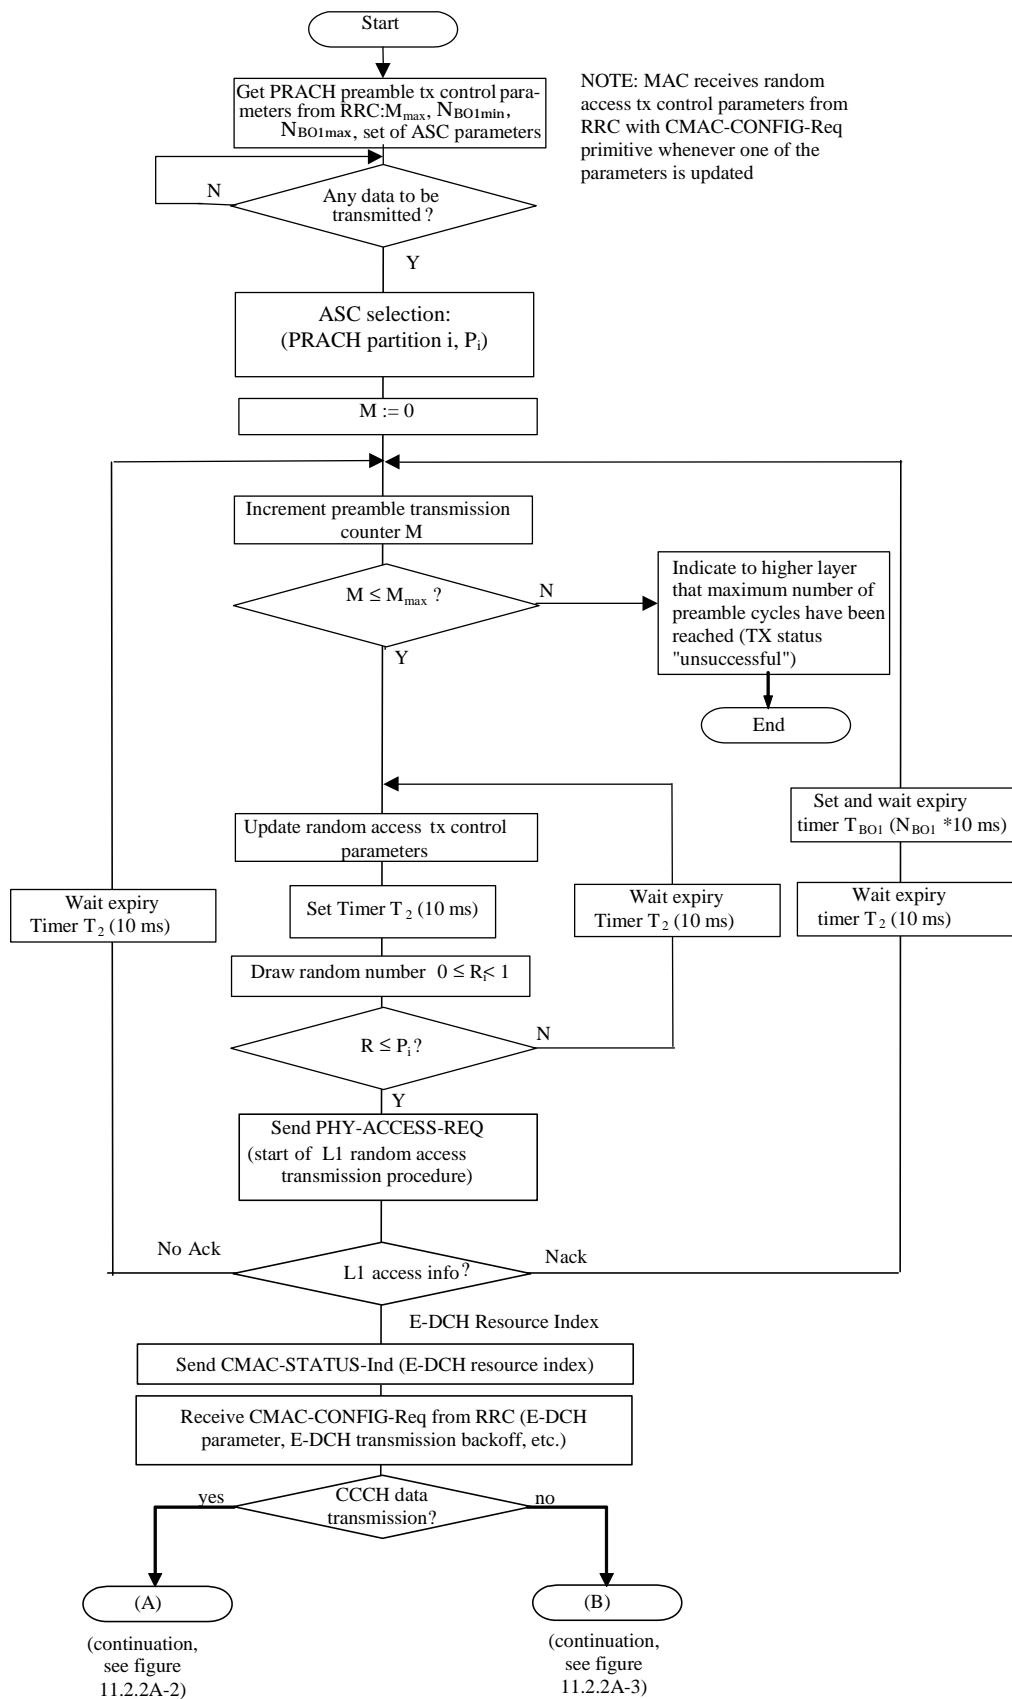 Start
Get PRACH preamble tx control para-
meters from RRC:Mmax, NBO1min,
NBO1max, set of ASC parameters
NOTE: MAC receives random
access tx control parameters from
RRC with CMAC-CONFIG-Req
primitive whenever one of the
parameters is updated
N
Any data to be
transmitted ?
Y
ASC selection:
(PRACH partition i, Pi)
M := 0
Increment preamble transmission
counter M
M ≤ Mmax ?
N
Y
Indicate to higher layer
that maximum number of
preamble cycles have been
reached (TX status
"unsuccessful")
End
Update random access tx control
parameters
Set and wait expiry
timer TBO1 (NBO1 *10 ms)
Wait expiry
Timer T2 (10 ms)
Set Timer T2 (10 ms)
Wait expiry
Timer T2 (10 ms)
Wait expiry
timer T2 (10 ms)
Draw random number 0 ≤ Ri< 1
R ≤ Pi?
N
Y
Send PHY-ACCESS-REQ
(start of L1 random access
transmission procedure)
No Ack
L1 access info?
Nack
E-DCH Resource Index
Send CMAC-STATUS-Ind (E-DCH resource index)
Receive CMAC-CONFIG-Req from RRC (E-DCH
parameter, E-DCH transmission backoff, etc.)
yes
CCCH data
transmission?
no
(A)
(B)
(continuation,
see figure
11.2.2A-2)
(continuation,
see figure
11.2.2A-3)